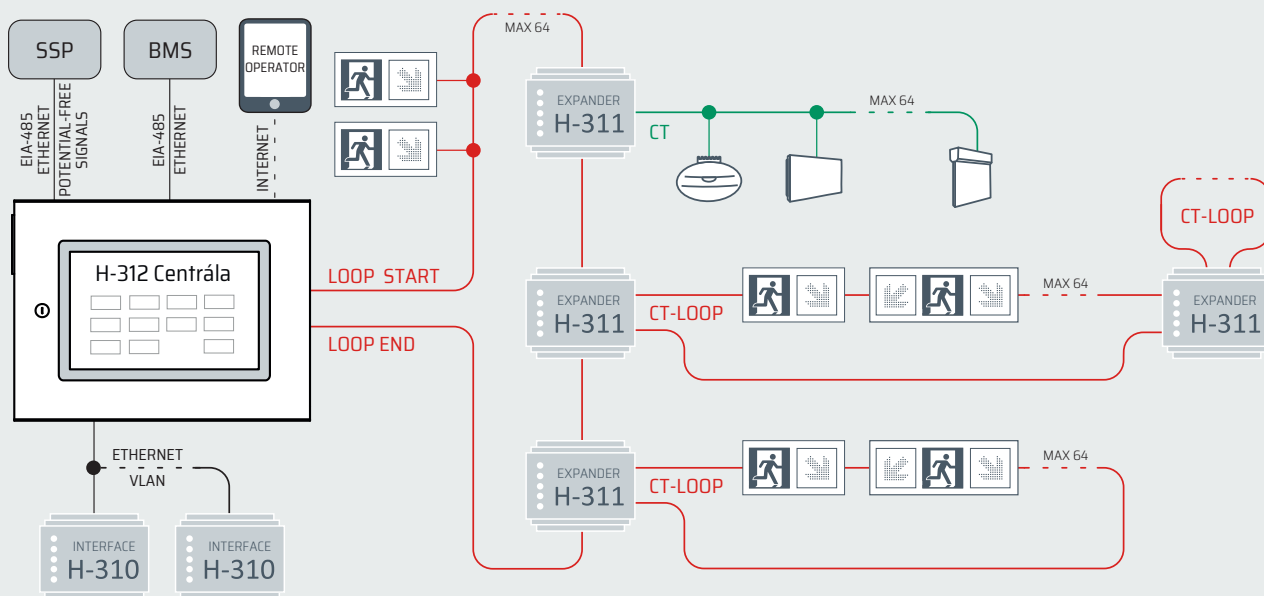 SSP
BMS
REMOTE
OPERATOR
EIA-485
ETHERNET
POTENTIAL-FREE
SIGNALS
EIA-485
ETHERNET
INTERNET
MAX 64
EXPANDER
H-311
CT
MAX 64
H-312 Centrála
LOOP START
LOOP END
EXPANDER
H-311
CT-LOOP
MAX 64
CT-LOOP
EXPANDER
H-311
EXPANDER
H-311
CT-LOOP
MAX 64
ETHERNET
VLAN
INTERFACE
H-310
INTERFACE
H-310